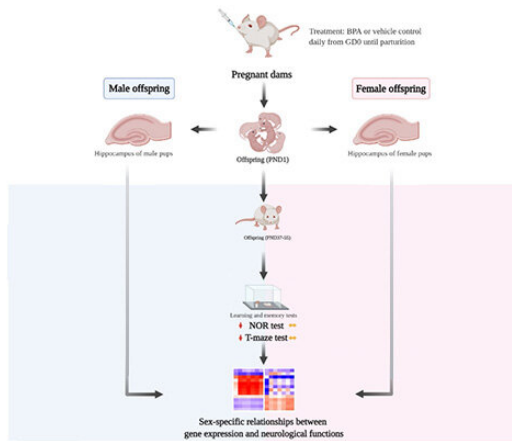 Treatment: BPA or vehicle control
daily from GD0 until parturition
Pregnant dams
Male offspring
Female offspring
Hippocampus of male pups
Offspring (PND1)
Hippocampus of female pups
Offspring
Learning and memory tests
NOR test
T-maze test
Sex-specific relationships between
gene expression and neurological functions